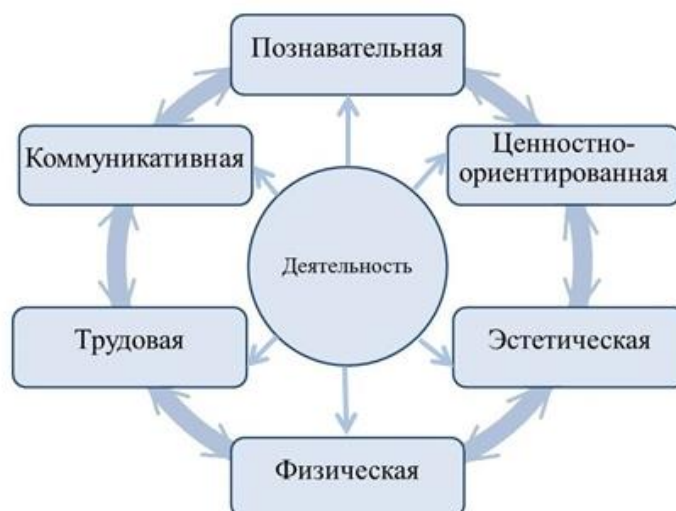 Познавательная
Коммуникативная
Ценностно-
ориентированная
Деятельность
Трудовая
Эстетическая
Физическая